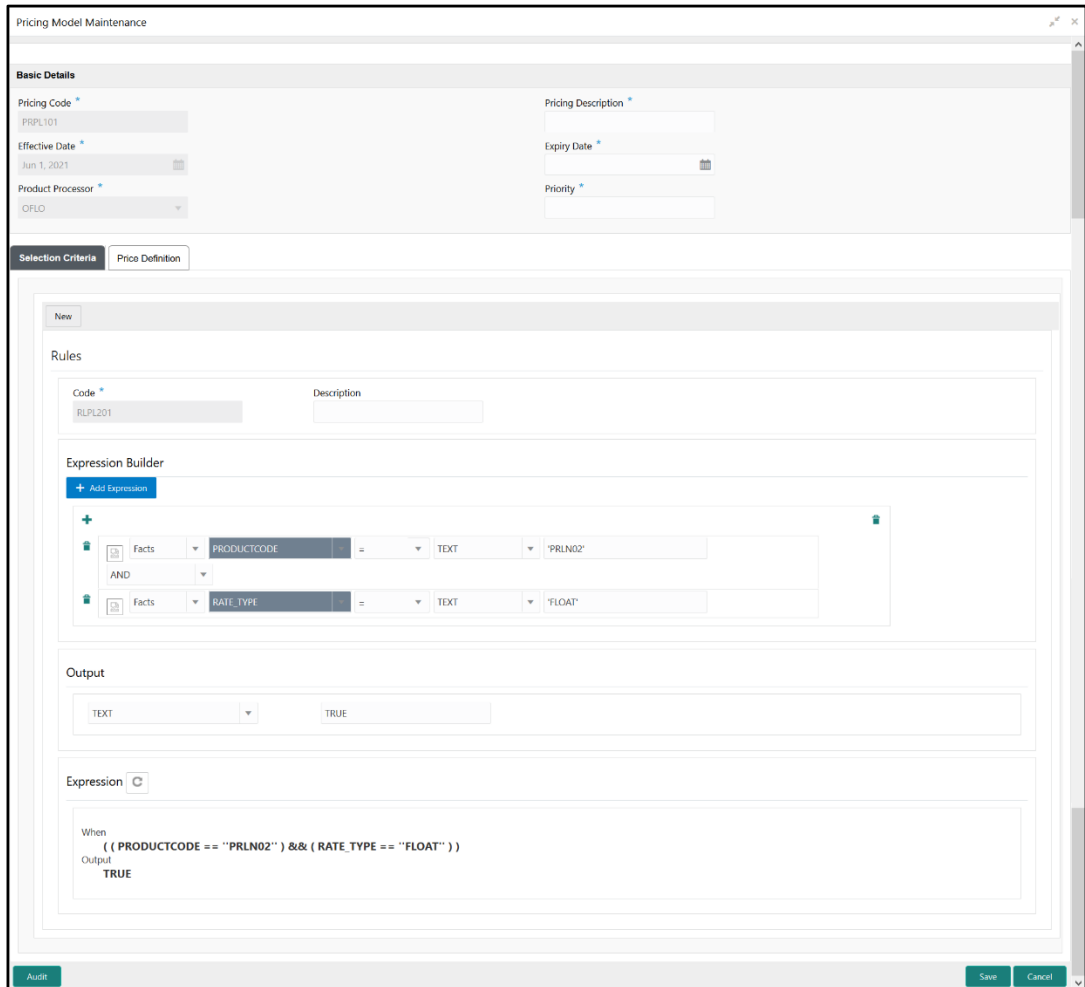 Pricing Model Maintenance
Basic Details
Pricing Code * Pricing Description *
PRPL101
Effective Date * Expiry Date *
Jun 1, 2021
Product Processor * Priority *
OFLO
Selection Criteria Price Definition
New
Rules
Code * Description
RLPL201
Expression Builder
+ Add Expression
Facts PRODUCTCODE = TEXT 'PRLN02'
AND
Facts RATE_TYPE = TEXT 'FLOAT'
Output
TEXT TRUE
Expression
When
( ( PRODUCTCODE == ''PRLN02'' ) && ( RATE_TYPE == ''FLOAT'' ) )
Output
TRUE
Audit Save Cancel